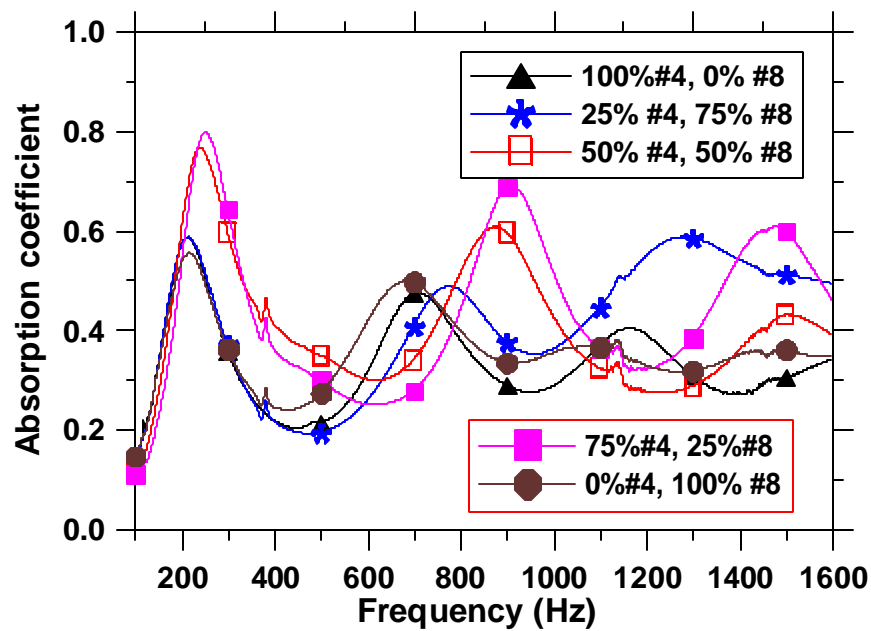 Absorption coefficient
1.0
0.8
0.6
0.4
0.2
0.0
100%#4, 0% #8
25% #4, 75% #8
50% #4, 50% #8
75%#4, 25%#8
0%#4, 100% #8
200 400 600 800 1000 1200 1400 1600
Frequency (Hz)